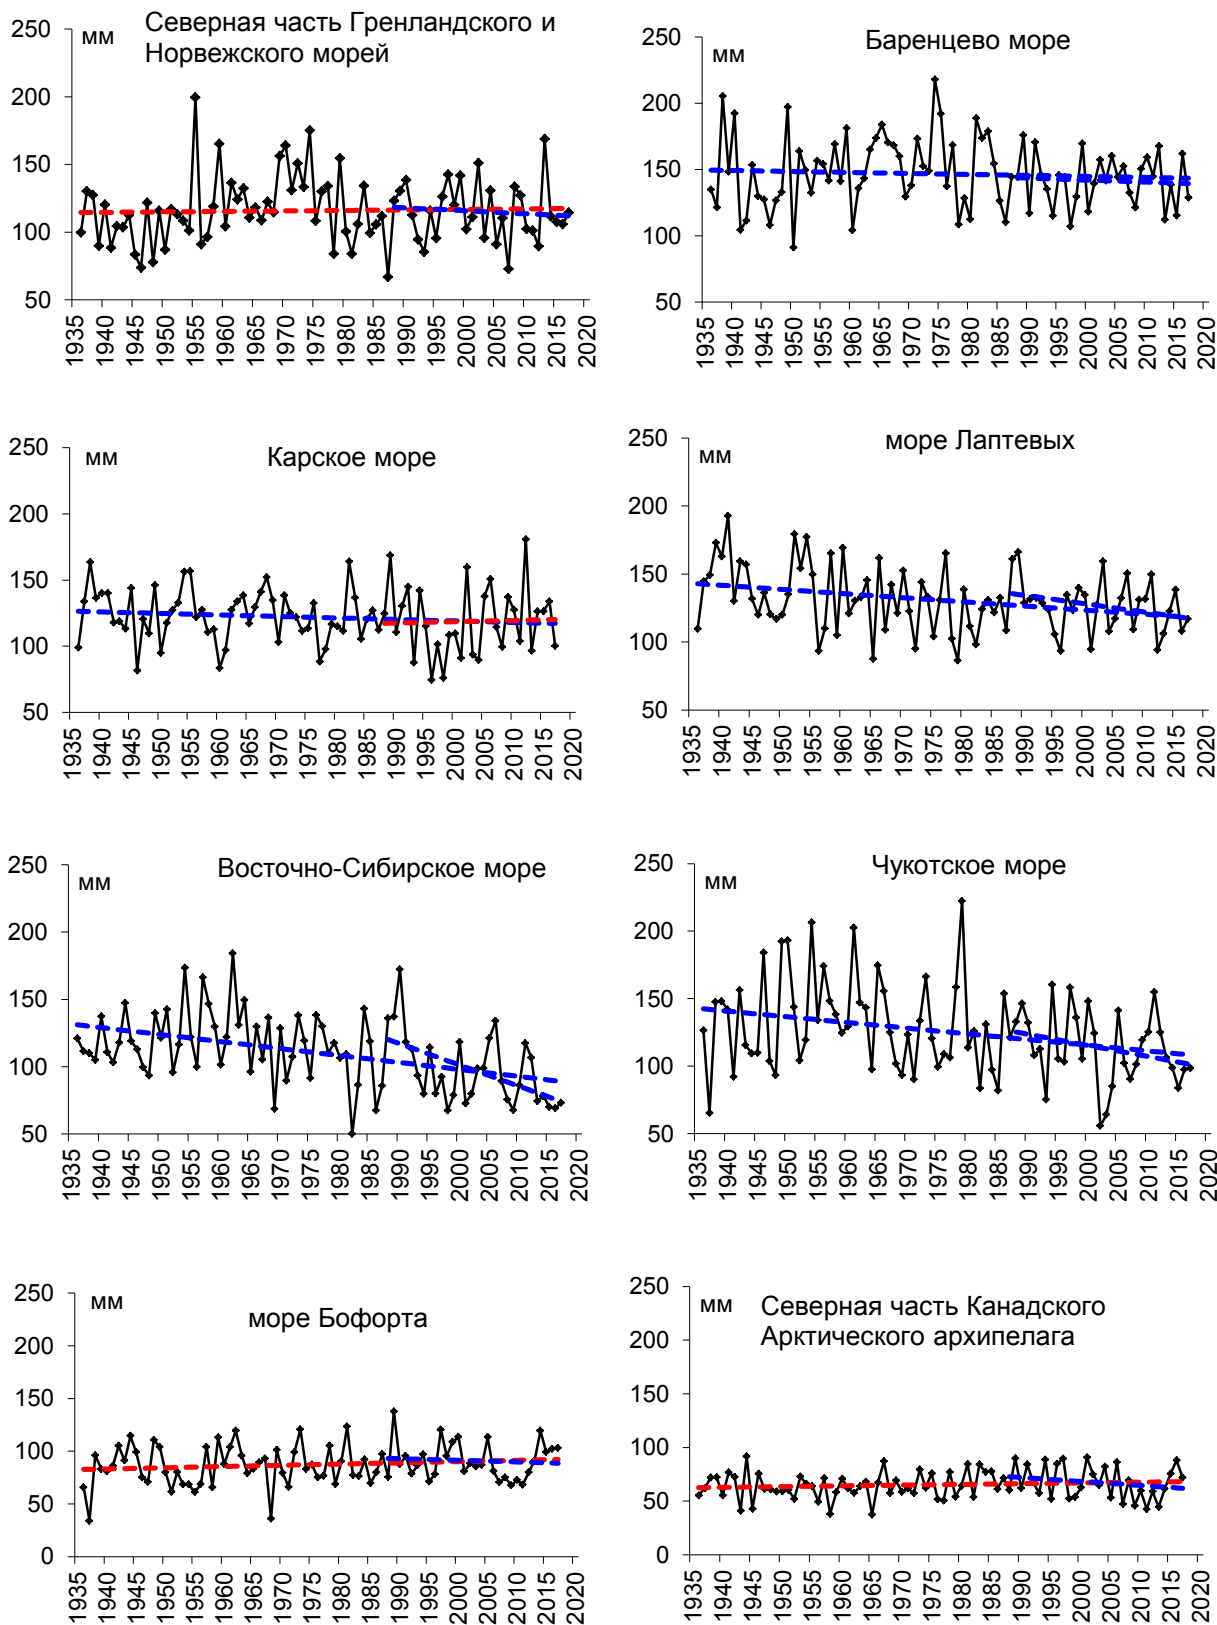 Северная часть Гренландского и
Норвежского морей
мм
250
200
150
100
50
1935 1940 1945 1950 1955 1960 1965 1970 1975 1980 1985 1990 1995 2000 2005 2010 2015 2020
Баренцево море
мм
250
200
150
100
50
1935 1940 1945 1950 1955 1960 1965 1970 1975 1980 1985 1990 1995 2000 2005 2010 2015 2020
Карское море
мм
250
200
150
100
50
1935 1940 1945 1950 1955 1960 1965 1970 1975 1980 1985 1990 1995 2000 2005 2010 2015 2020
море Лаптевых
мм
250
200
150
100
50
1935 1940 1945 1950 1955 1960 1965 1970 1975 1980 1985 1990 1995 2000 2005 2010 2015 2020
Восточно-Сибирское море
мм
250
200
150
100
50
1935 1940 1945 1950 1955 1960 1965 1970 1975 1980 1985 1990 1995 2000 2005 2010 2015 2020
Чукотское море
мм
250
200
150
100
50
1935 1940 1945 1950 1955 1960 1965 1970 1975 1980 1985 1990 1995 2000 2005 2010 2015 2020
море Бофорта
мм
250
200
150
100
50
0
1935 1940 1945 1950 1955 1960 1965 1970 1975 1980 1985 1990 1995 2000 2005 2010 2015 2020
Северная часть Канадского
Арктического архипелага
мм
250
200
150
100
50
0
1935 1940 1945 1950 1955 1960 1965 1970 1975 1980 1985 1990 1995 2000 2005 2010 2015 2020